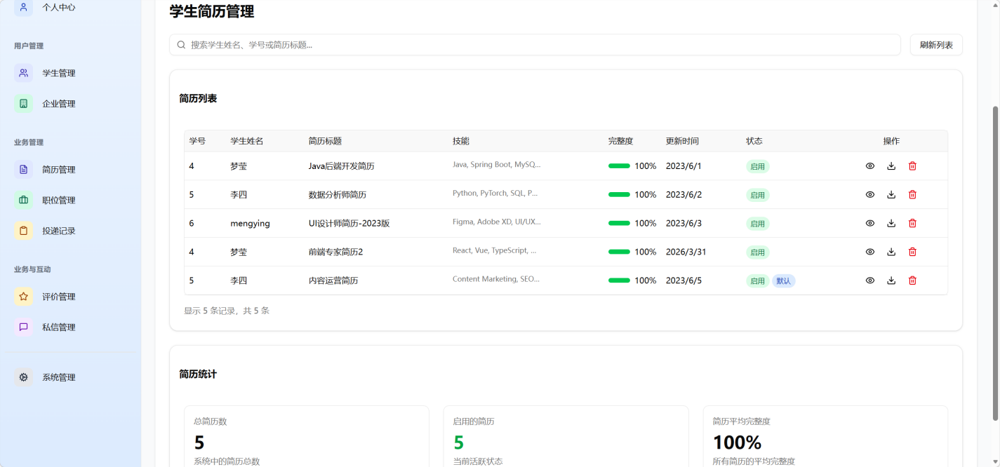 个人中心
用户管理
学生管理
企业管理
业务管理
简历管理
职位管理
投递记录
业务与互动
评价管理
私信管理
系统管理
学生简历管理
搜索学生姓名、学号或简历标题...
刷新列表
简历列表
学号 学生姓名 简历标题 技能 完整度 更新时间 状态 操作
4 梦莹 Java后端开发简历 Java, Spring Boot, MySQ... 100% 2023/6/1 启用
5 李四 数据分析师简历 Python, PyTorch, SQL, P... 100% 2023/6/2 启用
6 mengying UI设计师简历-2023版 Figma, Adobe XD, UI/UX... 100% 2023/6/3 启用
4 梦莹 前端专家简历2 React, Vue, TypeScript, ... 100% 2026/3/31 启用
5 李四 内容运营简历 Content Marketing, SEO... 100% 2023/6/5 启用 默认
显示 5 条记录，共 5 条
简历统计
总简历数
5
系统中的简历总数
启用的简历
5
当前活跃状态
简历平均完整度
100%
所有简历的平均完整度